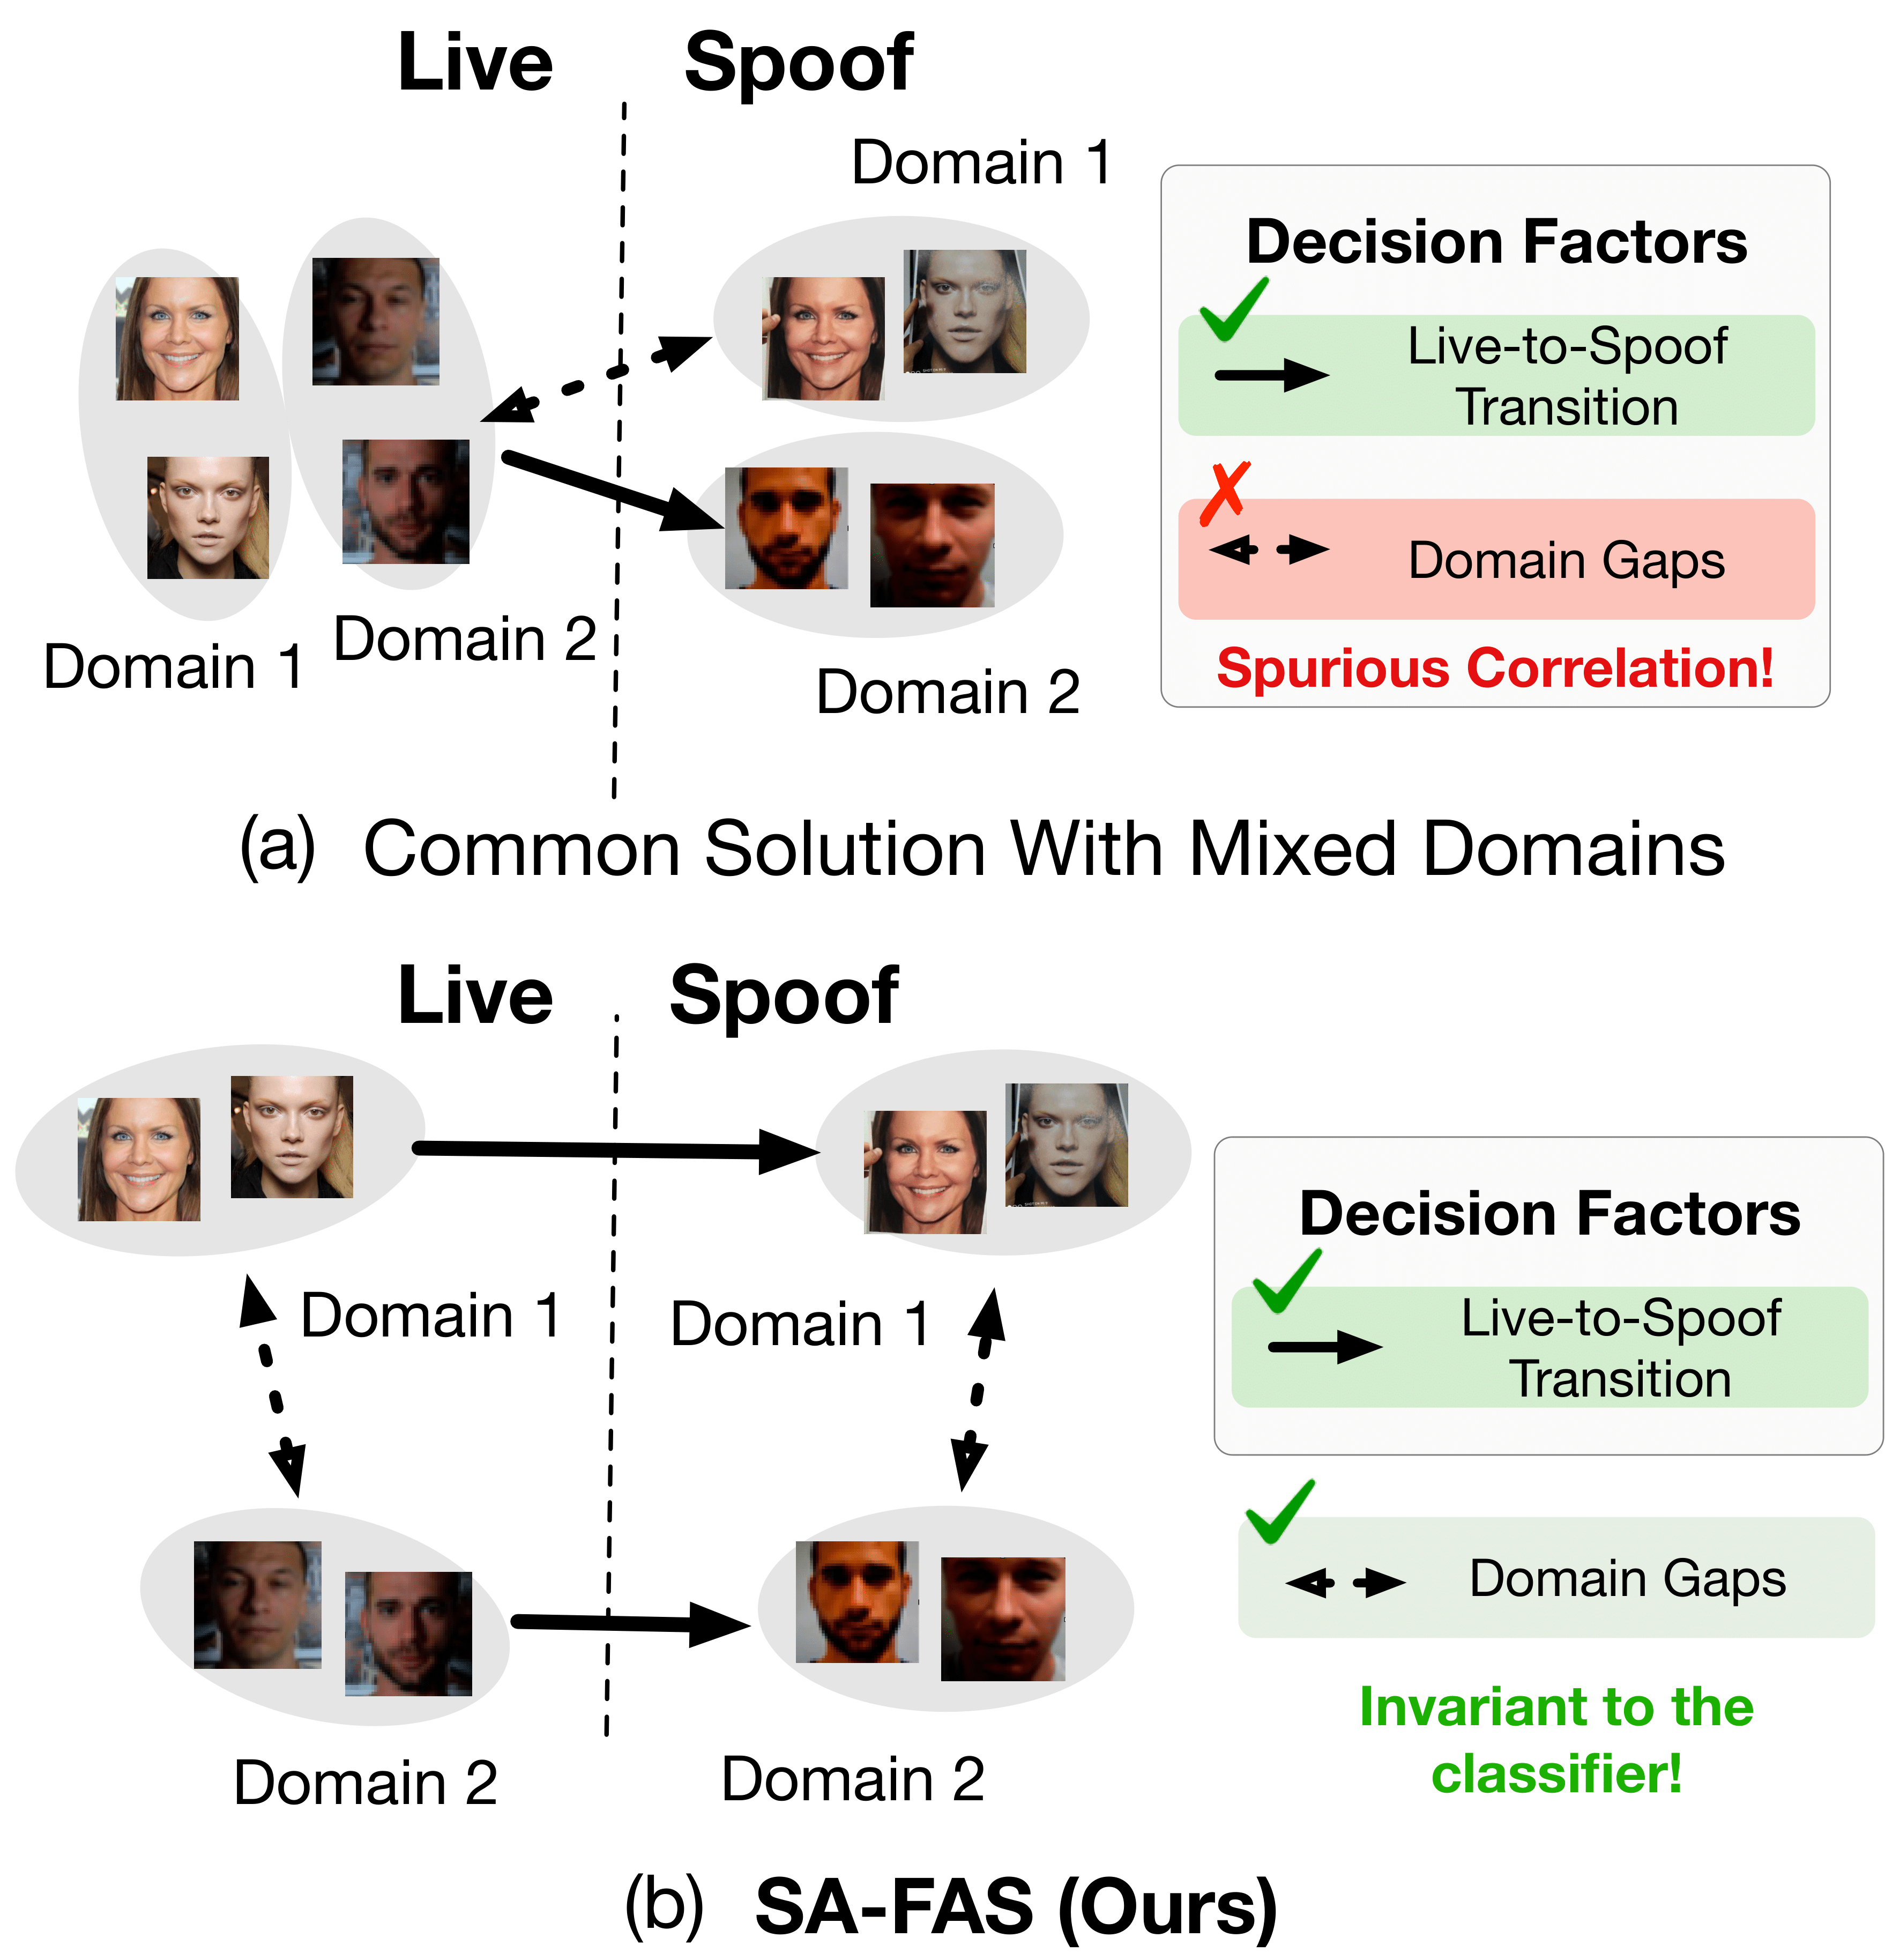 Live
Spoof
Domain 1
Domain 1
Domain 2
Domain 2
Decision Factors
Live-to-Spoof
Transition
Domain Gaps
Spurious Correlation!
(a) Common Solution With Mixed Domains
Live
Spoof
Domain 1
Domain 1
Domain 2
Domain 2
Decision Factors
Live-to-Spoof
Transition
Domain Gaps
Invariant to the
classifier!
(b) SA-FAS (Ours)